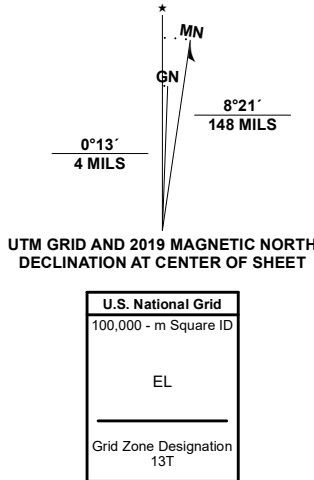 ★
MN
GN
8°21´
148 MILS
0°13´
4 MILS
UTM GRID AND 2019 MAGNETIC NORTH
DECLINATION AT CENTER OF SHEET
U.S. National Grid
100,000 - m Square ID
EL
Grid Zone Designation
13T